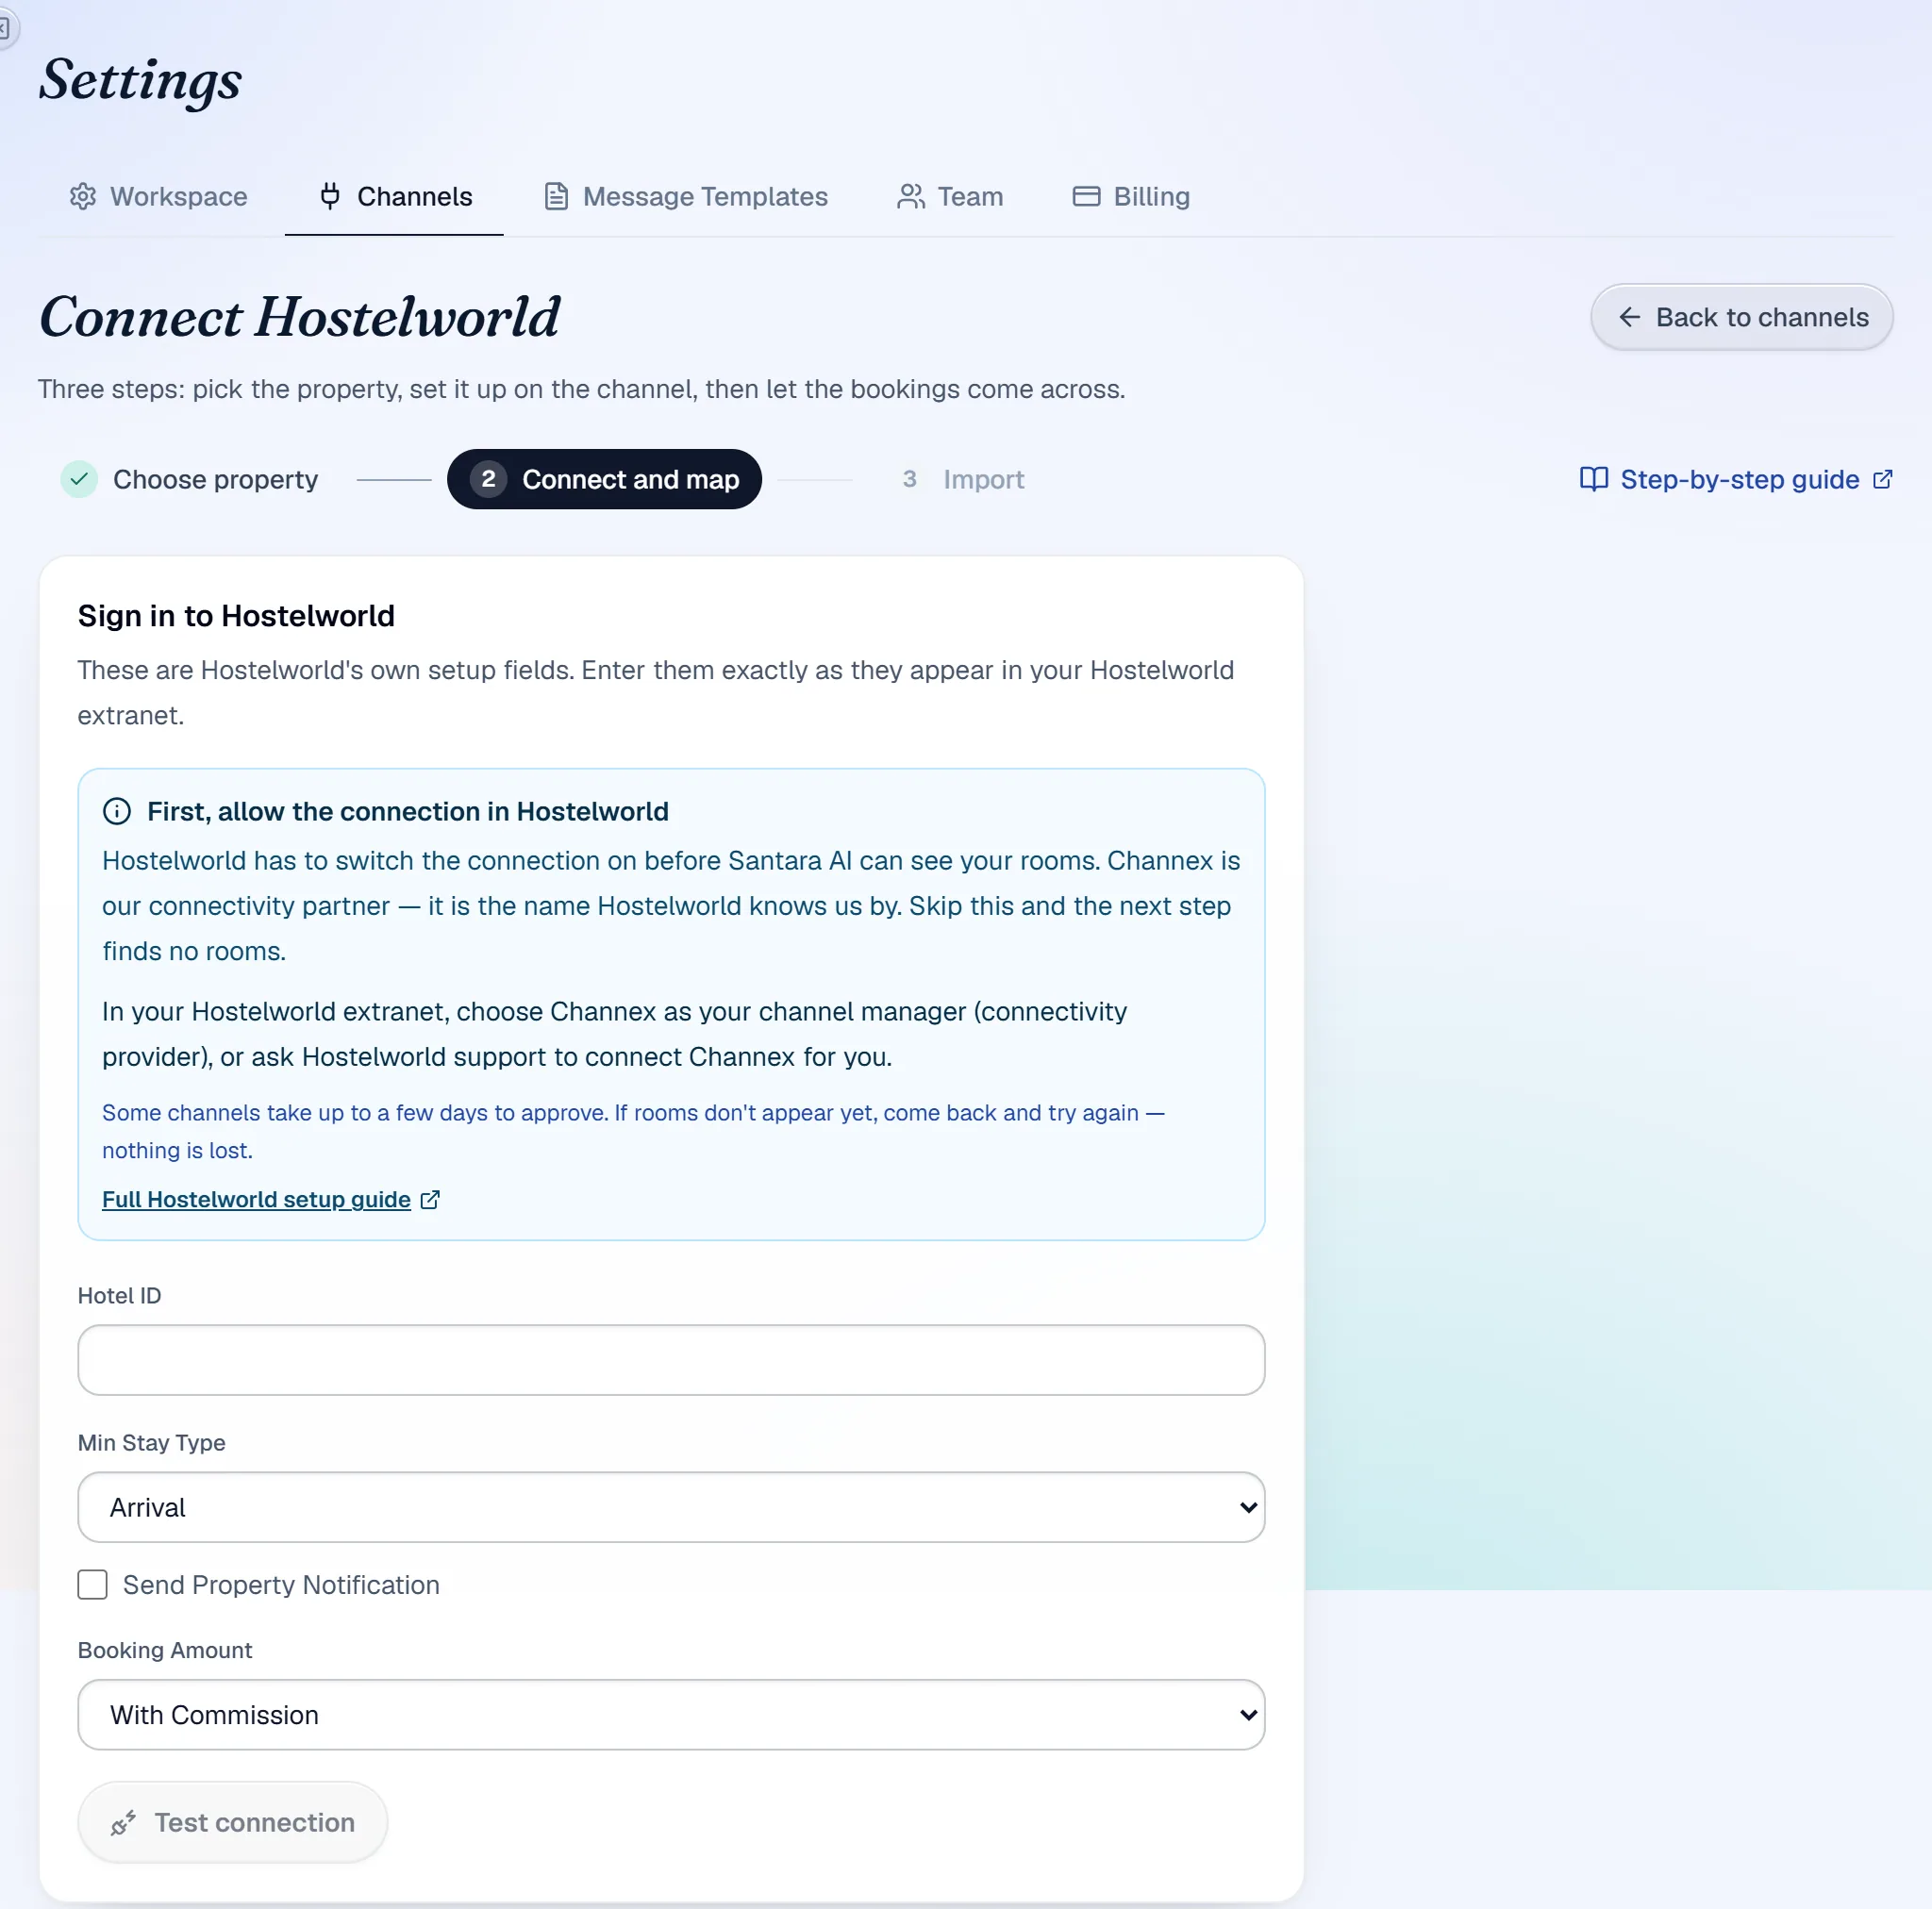 Settings
Workspace
Channels
Message Templates
Team
Billing
Connect Hostelworld
Back to channels
Three steps: pick the property, set it up on the channel, then let the bookings come across.
Choose property
2 Connect and map
3 Import
Step-by-step guide
Sign in to Hostelworld
These are Hostelworld's own setup fields. Enter them exactly as they appear in your Hostelworld
extranet.
First, allow the connection in Hostelworld
Hostelworld has to switch the connection on before Santara AI can see your rooms. Channex is
our connectivity partner — it is the name Hostelworld knows us by. Skip this and the next step
finds no rooms.
In your Hostelworld extranet, choose Channex as your channel manager (connectivity
provider), or ask Hostelworld support to connect Channex for you.
Some channels take up to a few days to approve. If rooms don't appear yet, come back and try again —
nothing is lost.
Full Hostelworld setup guide
Hotel ID
Min Stay Type
Arrival
Send Property Notification
Booking Amount
With Commission
Test connection